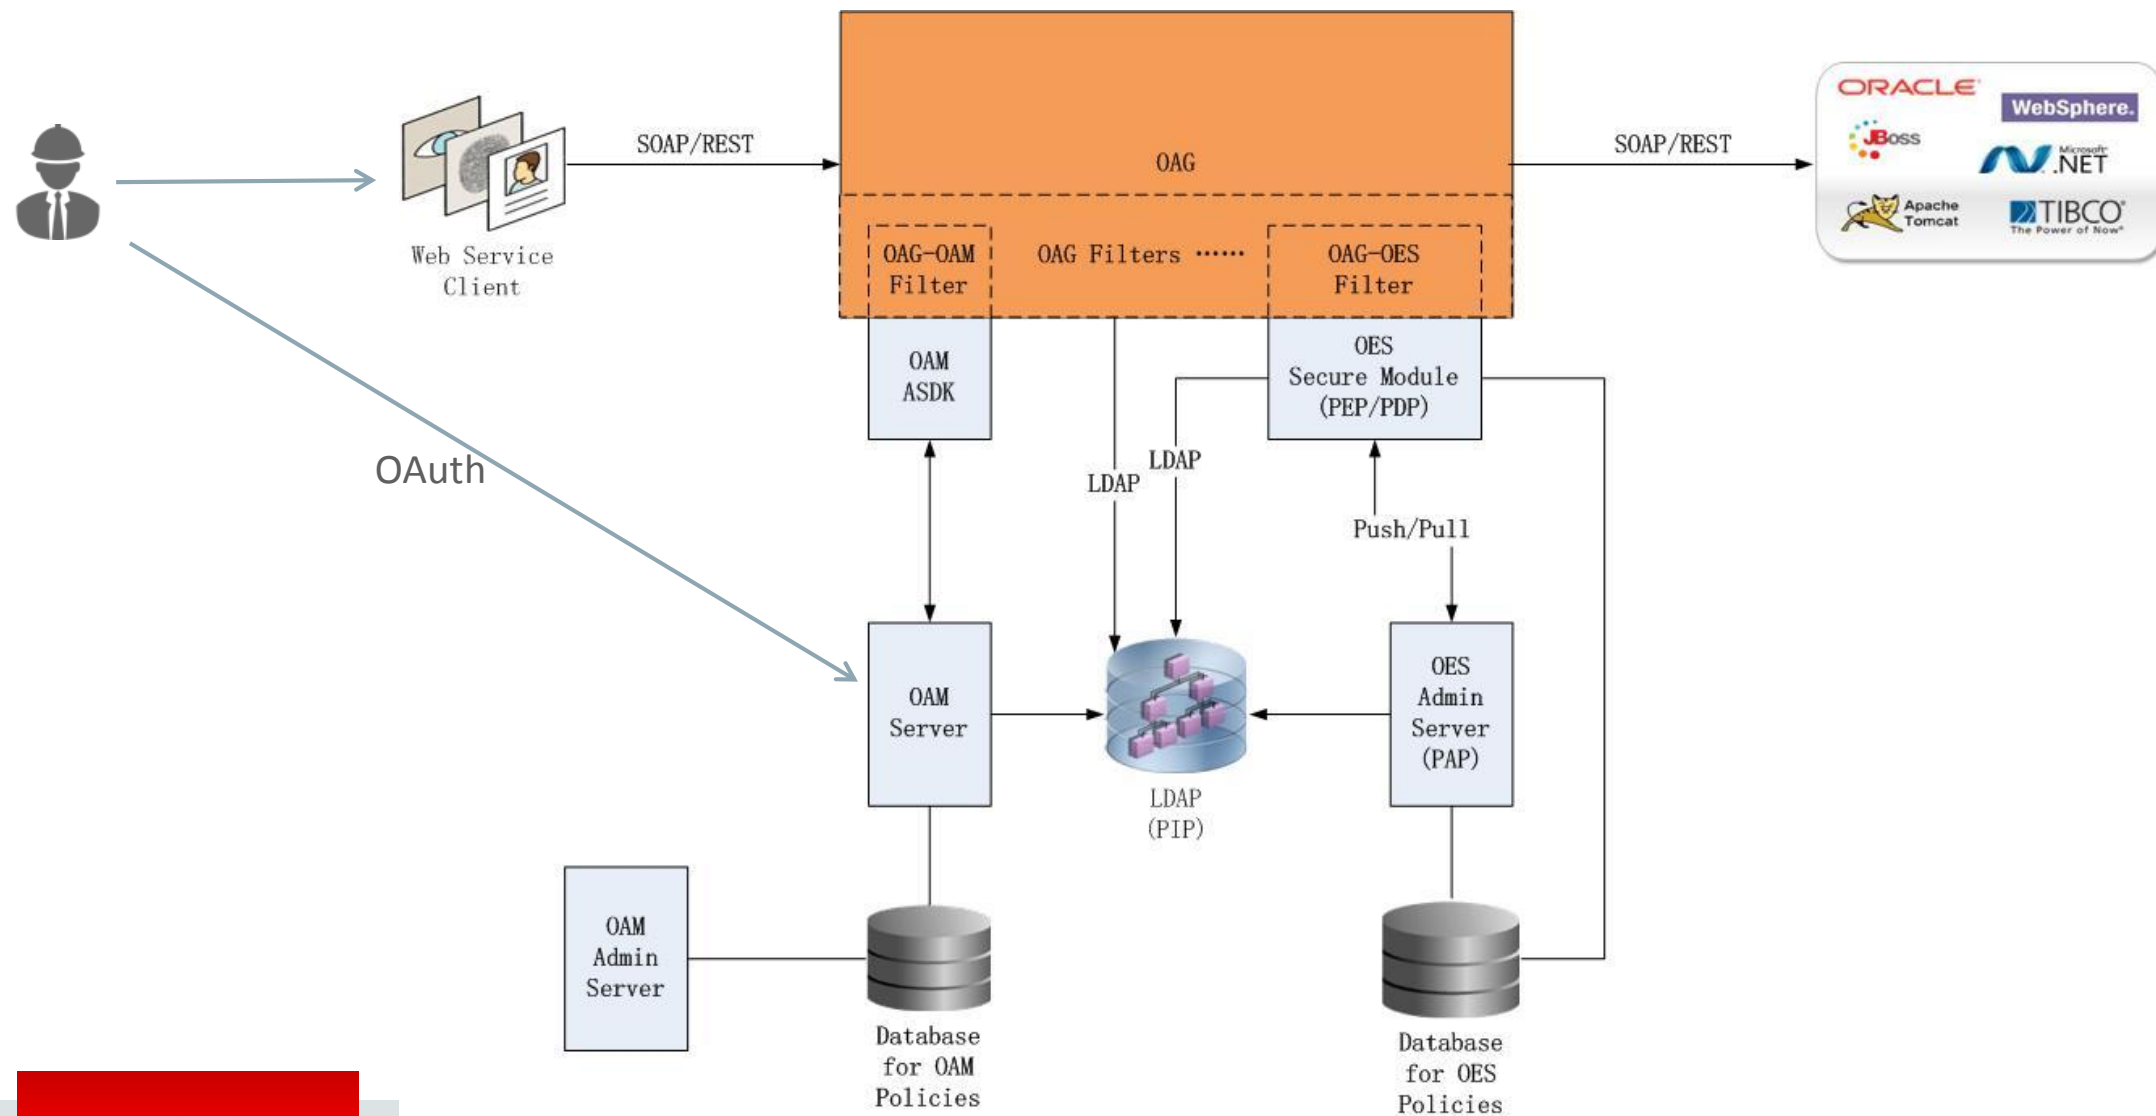 ORACLE
WebSphere.
JBoss
Microsoft
.NET
Apache
Tomcat
TIBCO
The Power of Now
SOAP/REST
SOAP/REST
OAG
Web Service
Client
OAG-OAM
Filter
OAG Filters ······
OAG-OES
Filter
OAM
ASDK
OES
Secure Module
(PEP/PDP)
OAuth
LDAP
LDAP
Push/Pull
OAM
Server
OES
Admin
Server
(PAP)
LDAP
(PIP)
OAM
Admin
Server
Database
for OAM
Policies
Database
for OES
Policies